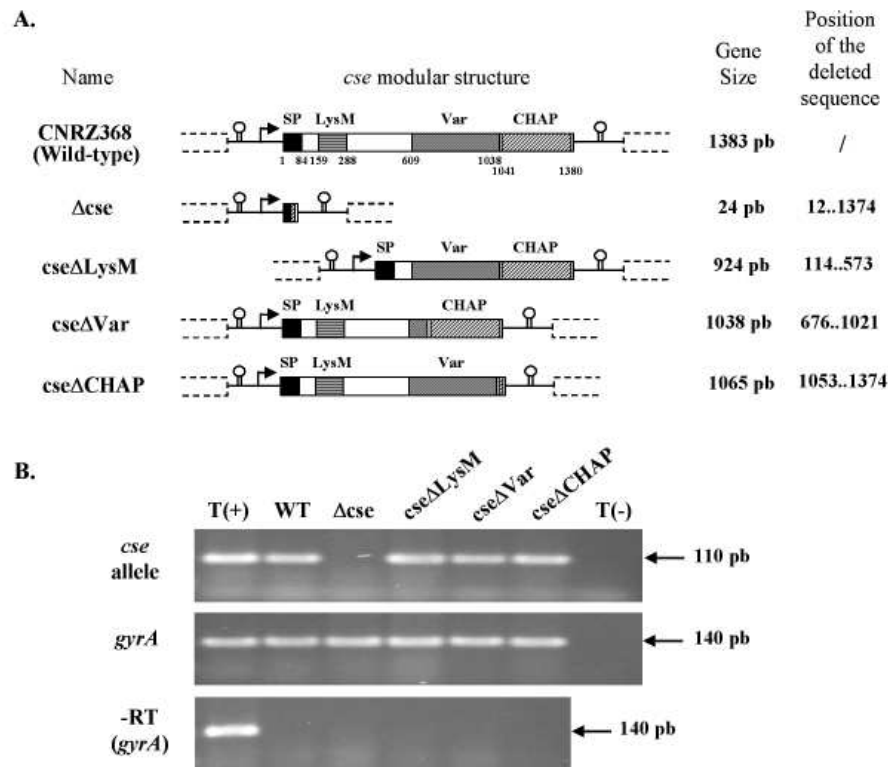 A.
Name
cse modular structure
Gene
Size
Position
of the
deleted
sequence
CNRZ368
(Wild-type)
SP LysM Var CHAP
1 84 159 288 609 1038 1041 1380
1383 pb
/
Δcse
24 pb
12..1374
cseΔLysM
SP Var CHAP
924 pb
114..573
cseΔVar
SP LysM CHAP
1038 pb
676..1021
cseΔCHAP
SP LysM Var
1065 pb
1053..1374
B.
T(+) WT Δcse cseΔLysM cseΔVar cseΔCHAP T(-)
cse
allele
110 pb
gyrA
140 pb
-RT
(gyrA)
140 pb